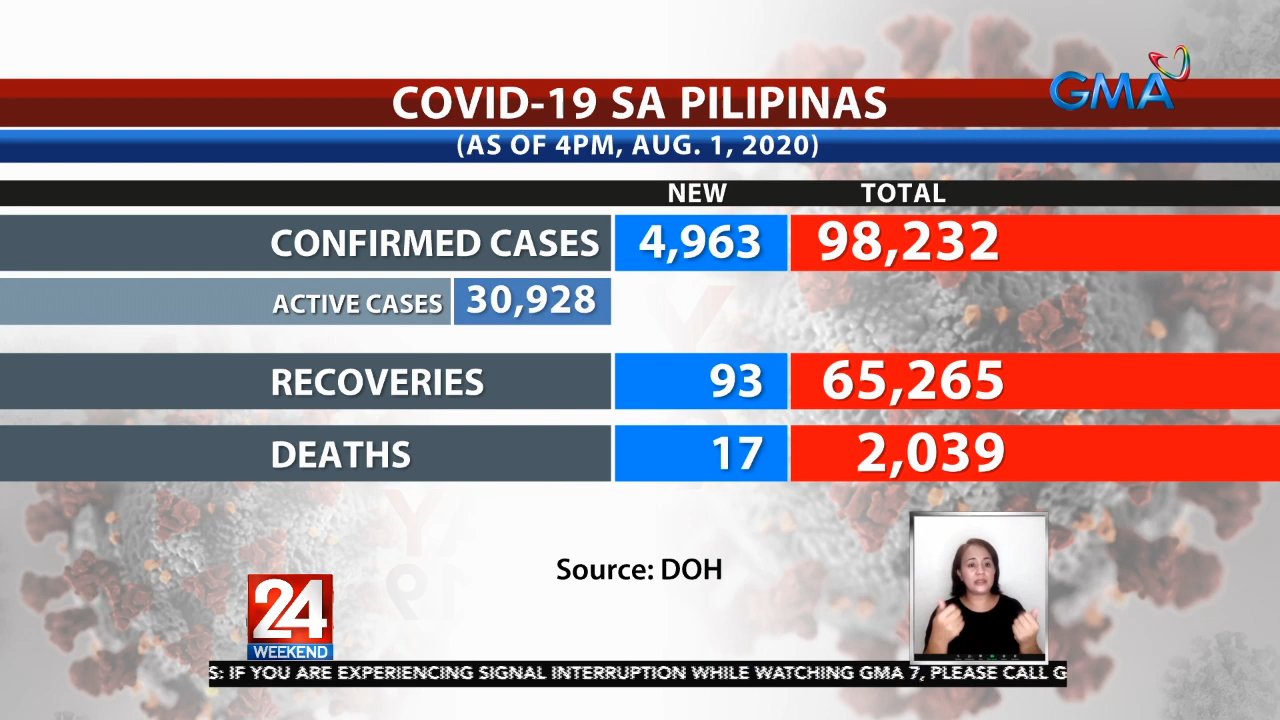 GMA
COVID-19 SA PILIPINAS
(AS OF 4PM, AUG. 1, 2020)
NEW TOTAL
CONFIRMED CASES 4,963 98,232
ACTIVE CASES 30,928
RECOVERIES 93 65,265
DEATHS 17 2,039
Source: DOH
24
WEEKEND
S: IF YOU ARE EXPERIENCING SIGNAL INTERRUPTION WHILE WATCHING GMA 7, PLEASE CALL G